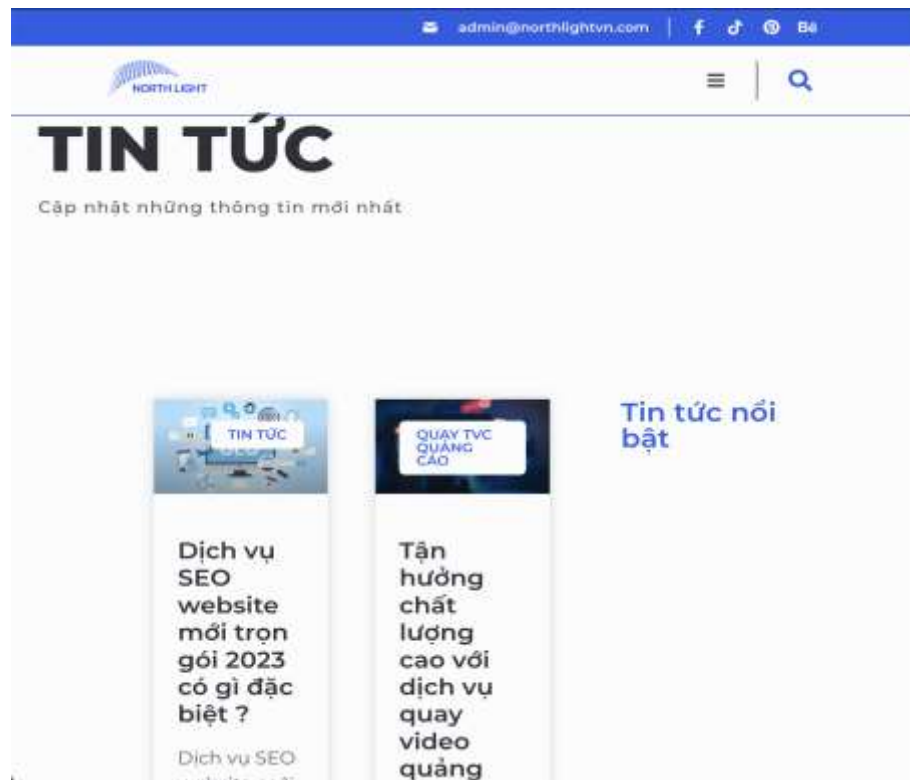 admin@northlightvn.com
Bē
NORTH LIGHT
TIN TỨC
Cập nhật những thông tin mới nhất
TIN TỨC
Dịch vụ
SEO
website
mới trọn
gói 2023
có gì đặc
biệt ?
Dịch vụ SEO
QUAY TVC
QUẢNG
CÁO
Tận
hưởng
chất
lượng
cao với
dịch vụ
quay
video
quảng
Tin tức nổi
bật